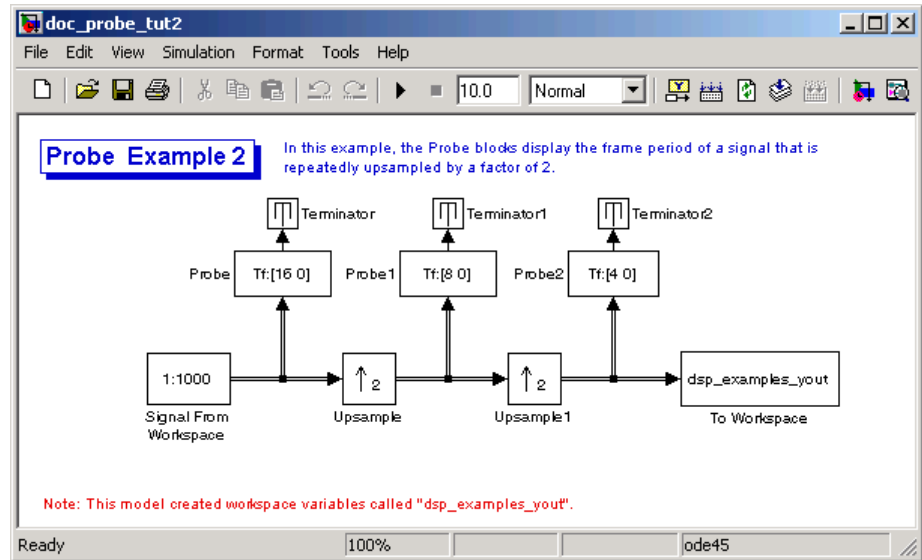 doc_probe_tut2
File Edit View Simulation Format Tools Help
10.0 Normal
Probe Example 2
In this example, the Probe blocks display the frame period of a signal that is
repeatedly upsampled by a factor of 2.
Terminator Terminator1 Terminator2
Probe Tf:[16 0] Probe1 Tf:[8 0] Probe2 Tf:[4 0]
1:1000 2 2 dsp_examples_yout
Signal From
Workspace
Upsample Upsample1 To Workspace
Note: This model created workspace variables called "dsp_examples_yout".
Ready 100% ode45